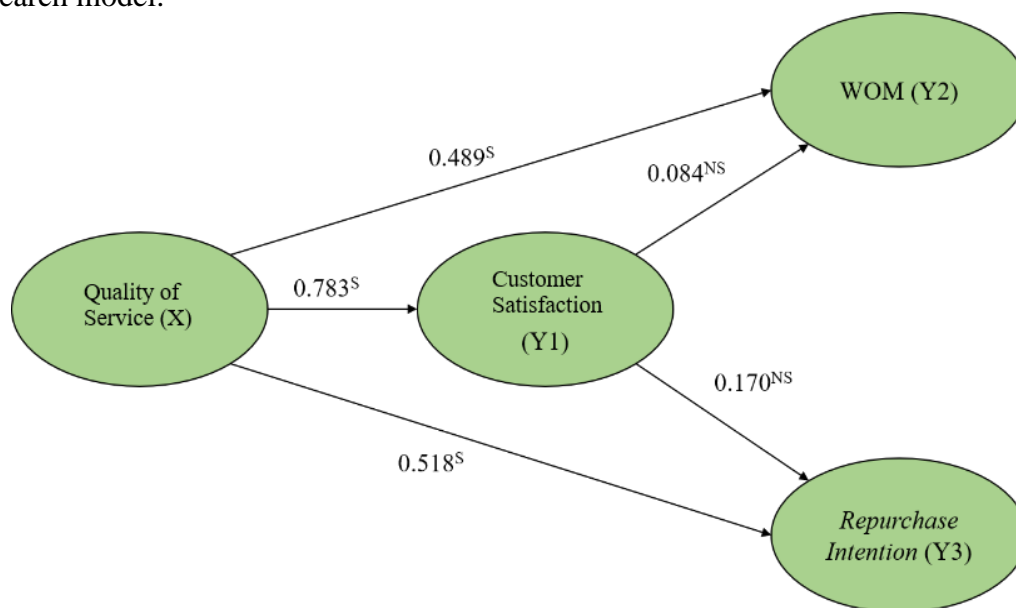 search model.
WOM (Y2)
0.489S
0.084NS
Quality of
Service (X)
0.783S
Customer
Satisfaction
(Y1)
0.170NS
0.518S
Repurchase
Intention (Y3)